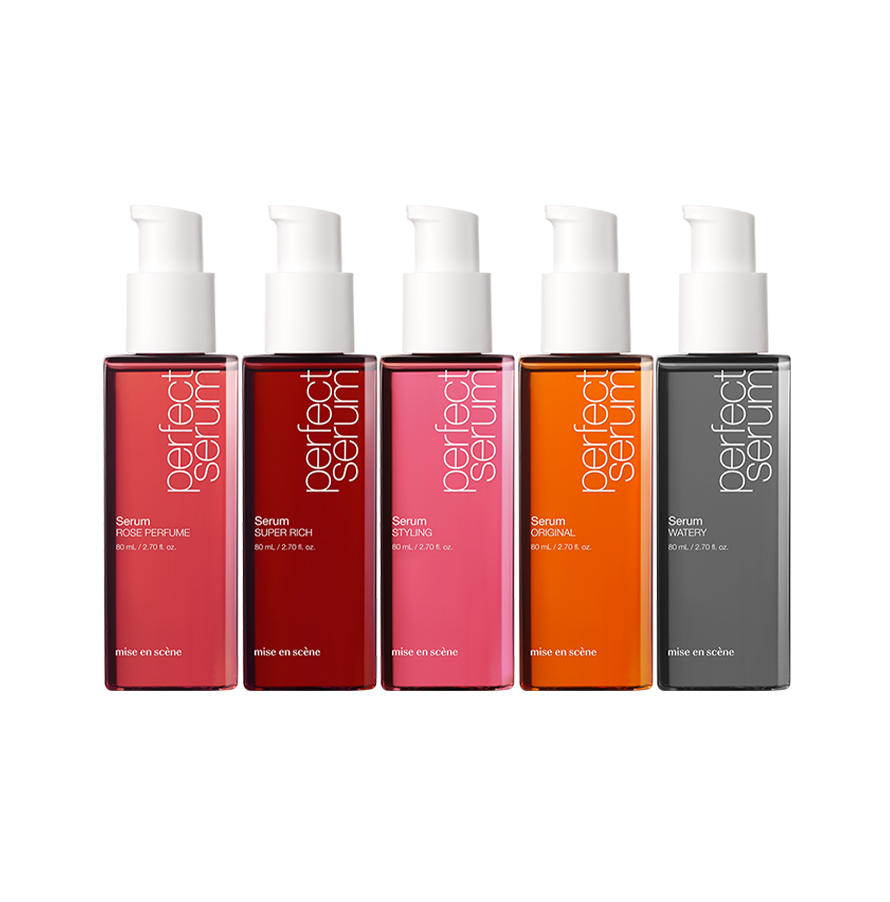 perfect
serum
Serum
ROSE PERFUME
80 mL / 2.70 fl. oz.
mise en scène
perfect
serum
Serum
SUPER RICH
80 mL / 2.70 fl. oz.
mise en scène
perfect
serum
Serum
STYLING
80 mL / 2.70 fl. oz.
mise en scène
perfect
serum
Serum
ORIGINAL
80 mL / 2.70 fl. oz.
mise en scène
perfect
serum
Serum
WATERY
80 mL / 2.70 fl. oz.
mise en scène